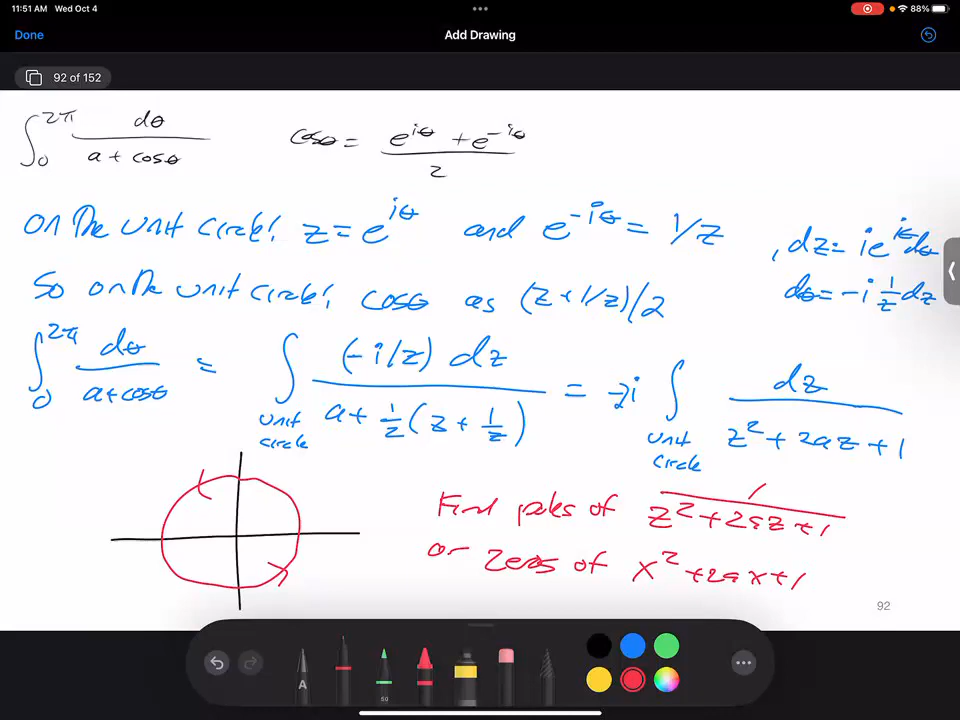 11:51 AM Wed Oct 4
88%
Done
Add Drawing
92 of 152
∫₀^2π dθ / (a + cosθ)   cosθ = (e^iθ + e^-iθ) / 2
On the unit circle! z = e^iθ and e^-iθ = 1/z , dz = ie^iθ dθ
So on the unit circle! cosθ as (z + 1/z)/2   dθ = -i 1/z dz
∫₀^2π dθ / (a + cosθ) = ∫ unit circle (-i/z) dz / (a + 1/2 (z + 1/z)) = -2i ∫ unit circle dz / (z² + 2az + 1)
Find poles of 1 / (z² + 2az + 1)
or zeros of x² + 2ax + 1
92
A
50